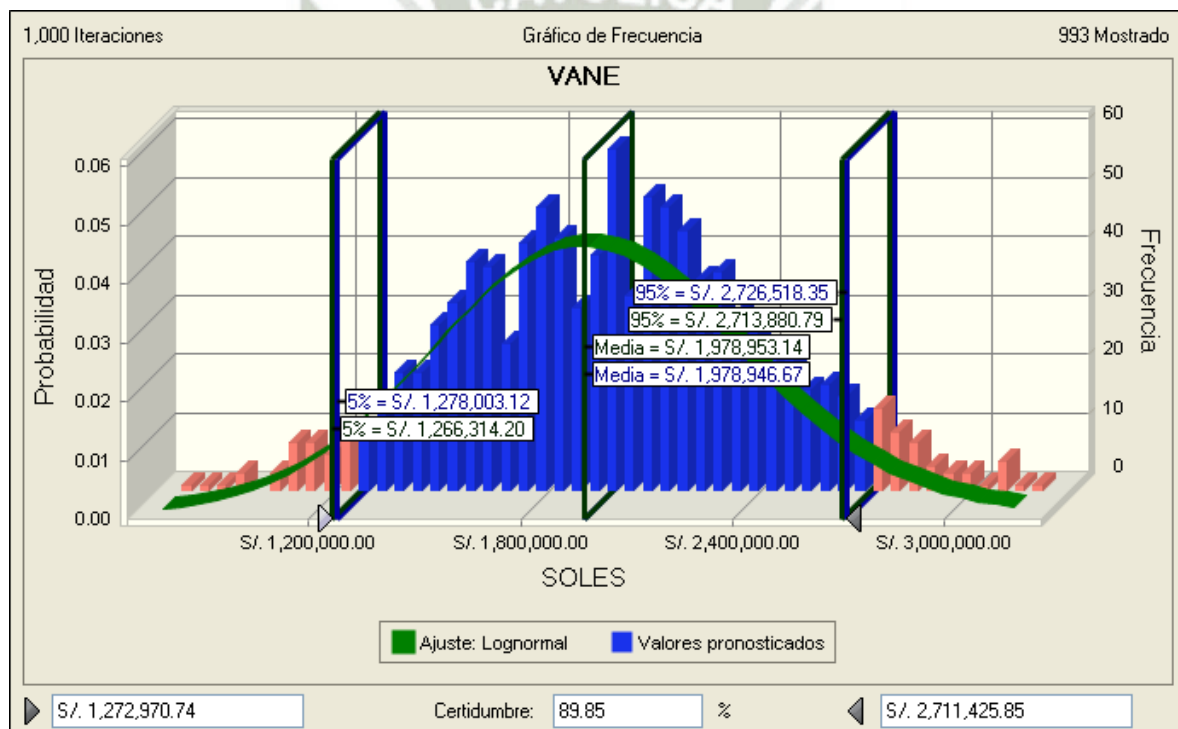 1,000 Iteraciones Gráfico de Frecuencia 993 Mostrado
VANE
0.06
0.05
0.04
0.03
0.02
0.01
0.00
Probabilidad
60
50
40
30
20
10
0
Frecuencia
95% = S/. 2,726,518.35
95% = S/. 2,713,880.79
Media = S/. 1,978,953.14
Media = S/. 1,978,946.67
5% = S/. 1,278,003.12
5% = S/. 1,266,314.20
S/. 1,200,000.00 S/. 1,800,000.00 S/. 2,400,000.00 S/. 3,000,000.00
SOLES
Ajuste: Lognormal Valores pronosticados
S/. 1,272,970.74 Certidumbre: 89.85 % S/. 2,711,425.85